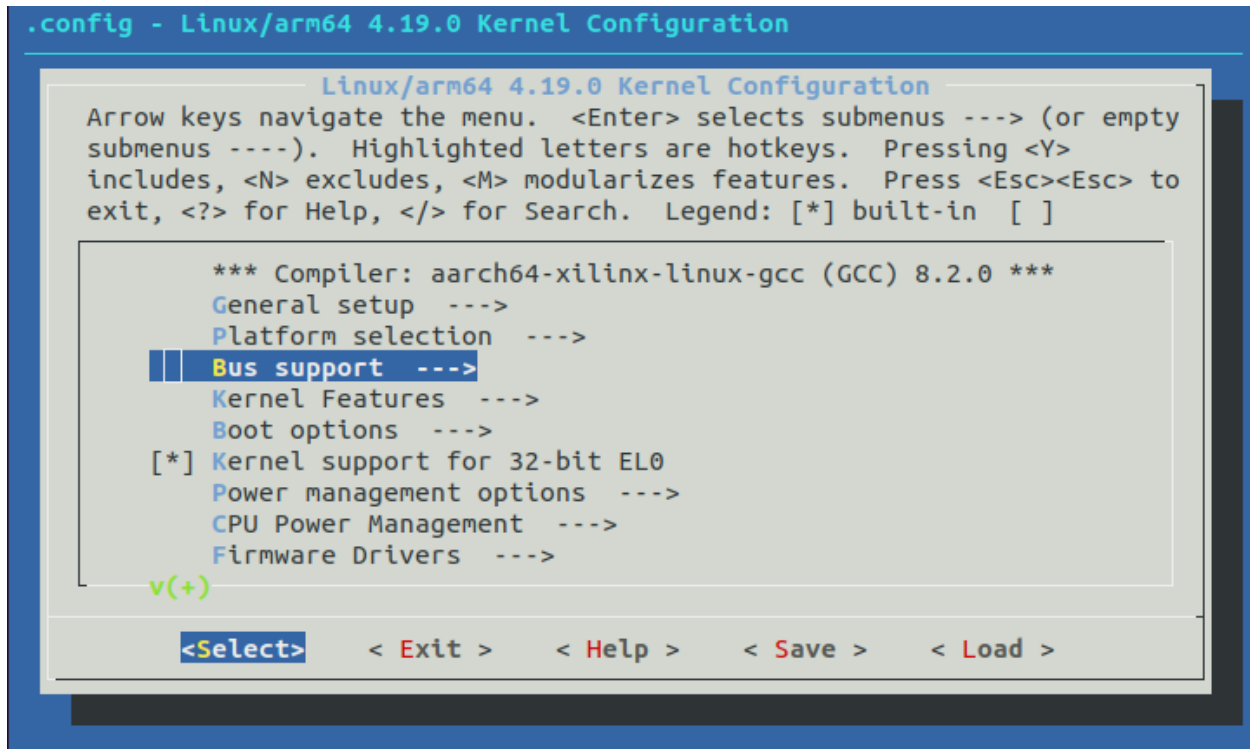 .config - Linux/arm64 4.19.0 Kernel Configuration
Linux/arm64 4.19.0 Kernel Configuration
Arrow keys navigate the menu.  <Enter> selects submenus ---> (or empty
submenus ----).  Highlighted letters are hotkeys.  Pressing <Y>
includes, <N> excludes, <M> modularizes features.  Press <Esc><Esc> to
exit, <?> for Help, </> for Search.  Legend: [*] built-in  [ ]
*** Compiler: aarch64-xilinx-linux-gcc (GCC) 8.2.0 ***
General setup  --->
Platform selection  --->
Bus support  --->
Kernel Features  --->
Boot options  --->
[*] Kernel support for 32-bit EL0
Power management options  --->
CPU Power Management  --->
Firmware Drivers  --->
v(+)
<Select>    < Exit >    < Help >    < Save >    < Load >